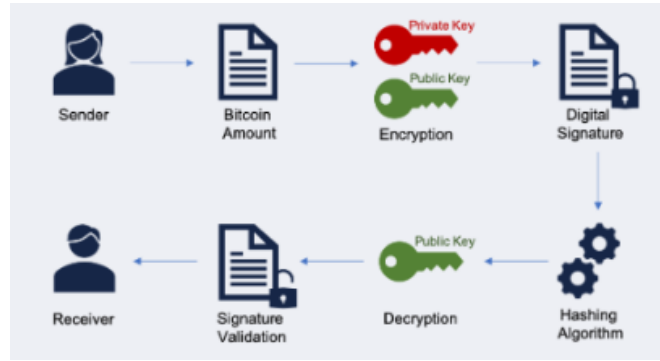 Private Key
Public Key
Sender
Bitcoin
Amount
Encryption
Digital
Signature
Public Key
Receiver
Signature
Validation
Decryption
Hashing
Algorithm